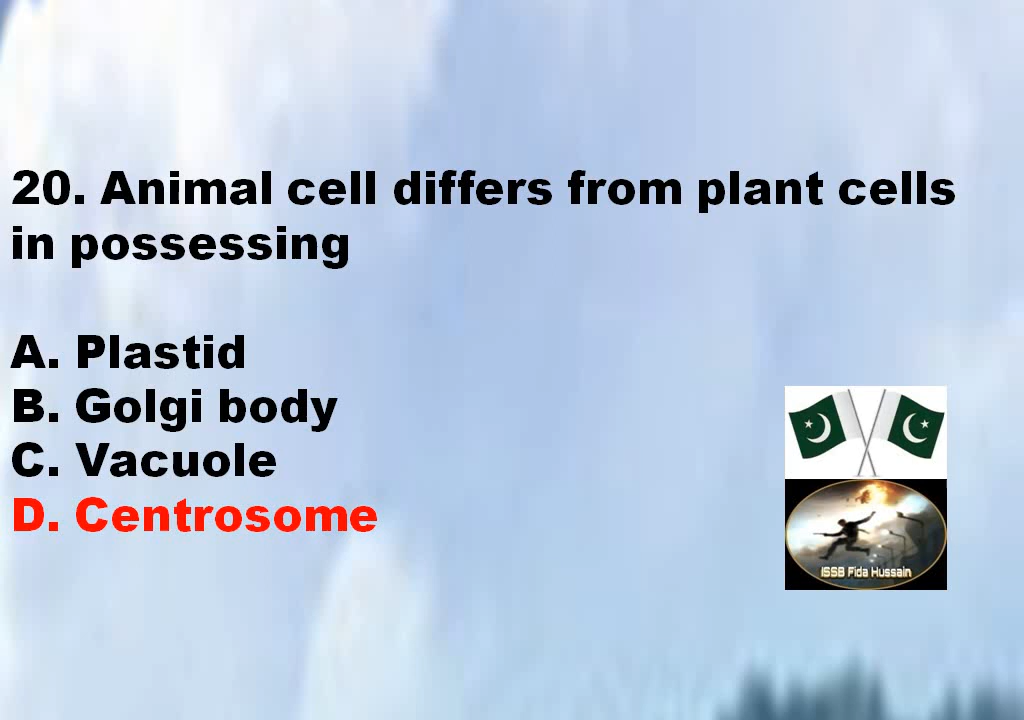 20. Animal cell differs from plant cells
in possessing
A. Plastid
B. Golgi body
C. Vacuole
D. Centrosome
ISSB Fida Hussain